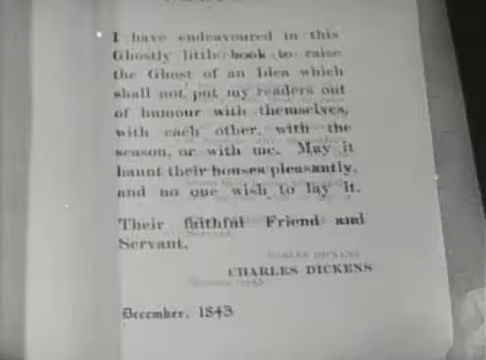 I have endeavoured in this
Ghostly little book to raise
the Ghost of an Idea which
shall not put my readers out
of humour with themselves,
with each other, with the
season, or with me. May it
haunt their houses pleasantly,
and no one wish to lay it.
Their faithful Friend and
Servant,
CHARLES DICKENS
December, 1843